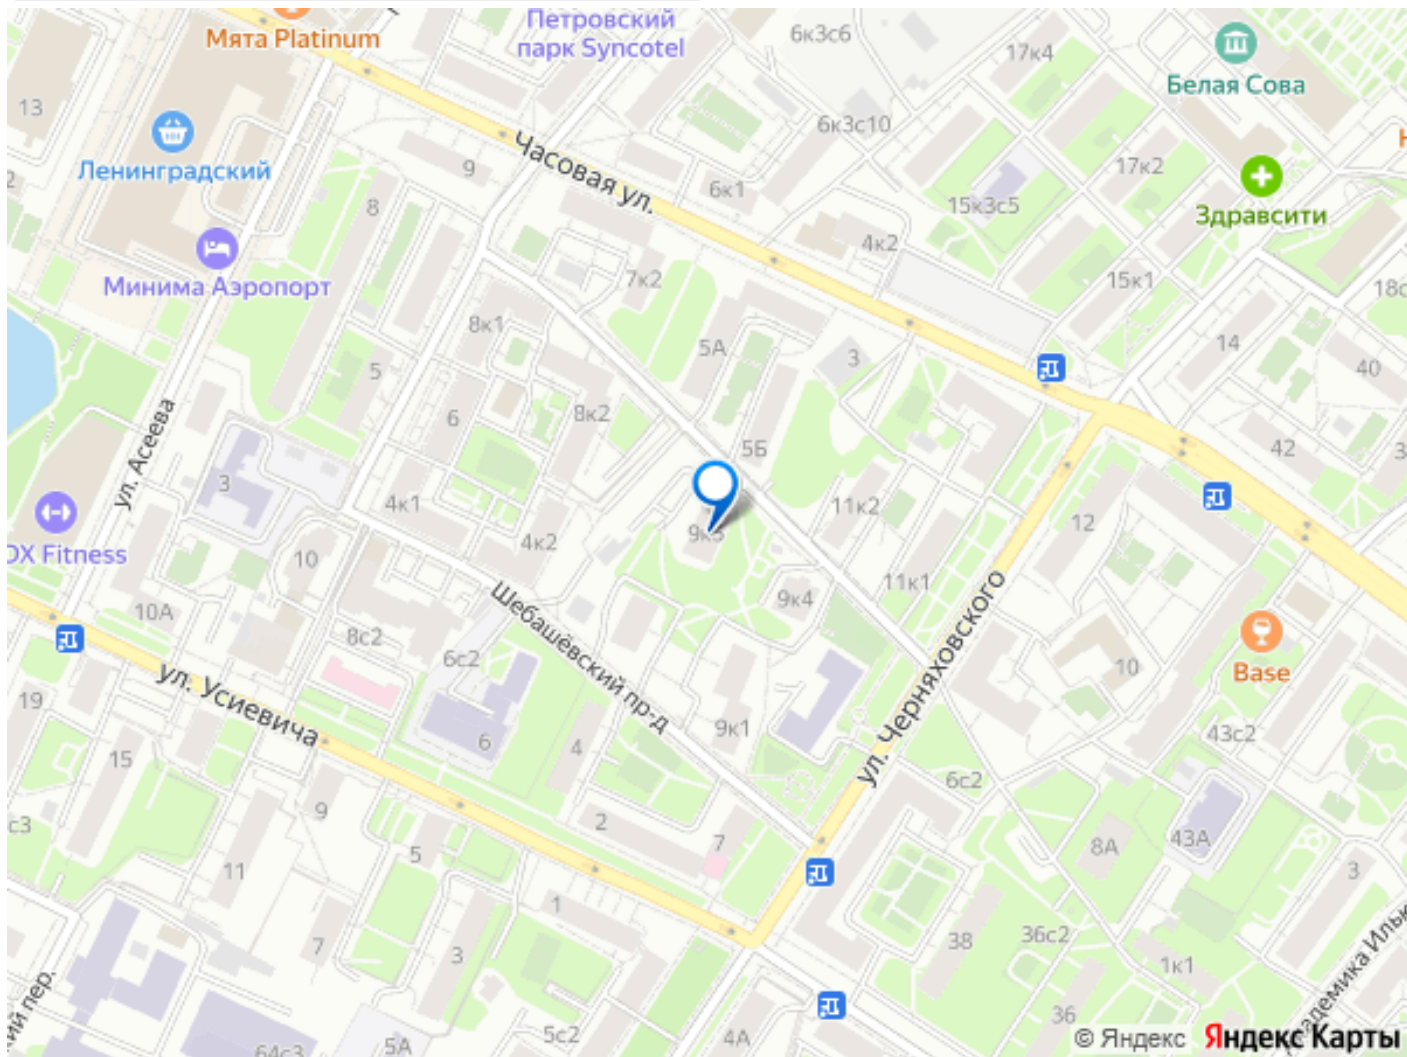 Мята Platinum
Петровский
парк Syncotel
6к3с6
17к4
Белая Сова
13
6к3с10
Ленинградский
Часовая ул.
9
6к1
17к2
15к3с5
Здравсити
2
8
4к2
Минима Аэропорт
7к2
15к1
18с
8к1
5А
3
14
40
5
6
8к2
5Б
42
ул. Асеева
3
4к1
11к2
12
4к2
9к3
DX Fitness
10
11к1
9к4
10А
8с2
Шебашёвский пр-д
ул. Черняховского
10
Base
6с2
ул. Усиевича
19
6
4
9к1
43с2
15
6с2
9
2
7
8А
43А
с3
5
11
3
1
7
3
38
36с2
1к1
кий пер.
5с2
4А
36
64с3
5А
© Яндекс
Яндекс Карты